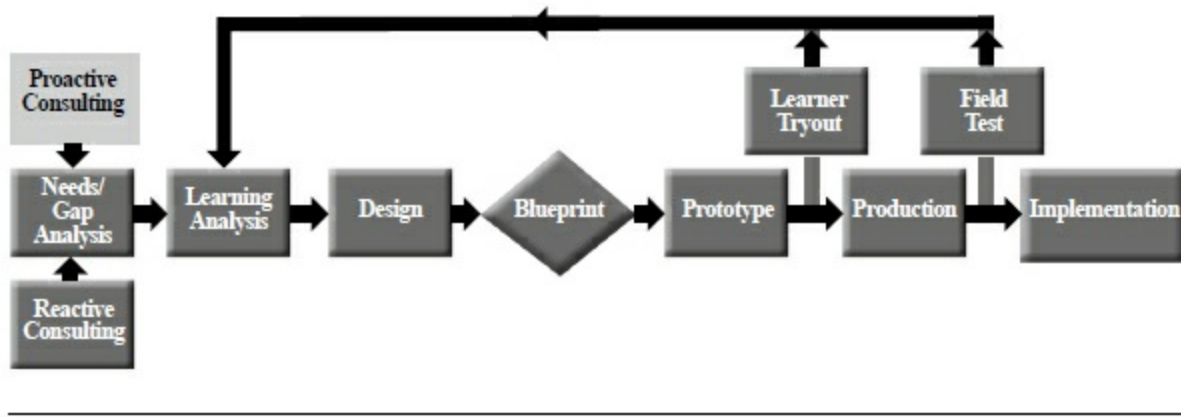 Proactive
Consulting
Learner
Tryout
Field
Test
Needs/
Gap
Analysis
Learning
Analysis
Design
Blueprint
Prototype
Production
Implementation
Reactive
Consulting